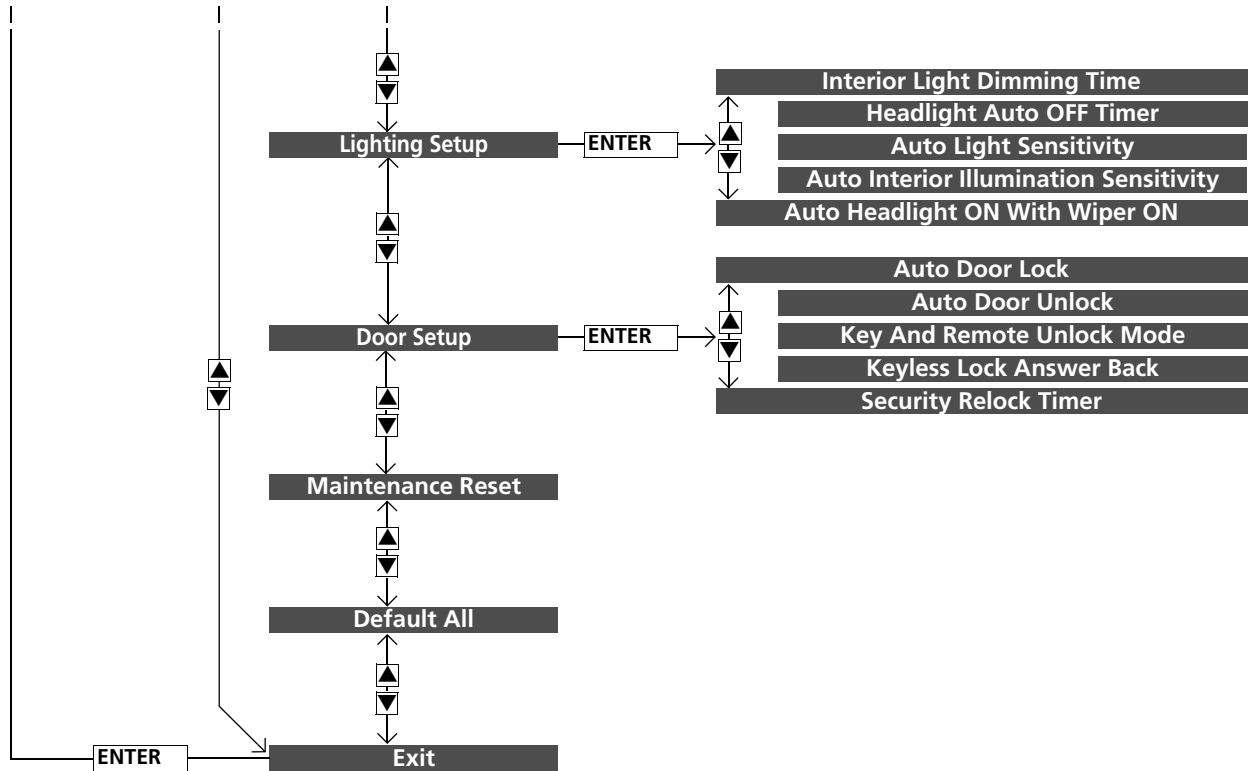 Interior Light Dimming Time
Headlight Auto OFF Timer
Lighting Setup
ENTER
Auto Light Sensitivity
Auto Interior Illumination Sensitivity
Auto Headlight ON With Wiper ON
Auto Door Lock
Auto Door Unlock
Door Setup
ENTER
Key And Remote Unlock Mode
Keyless Lock Answer Back
Security Relock Timer
Maintenance Reset
Default All
ENTER
Exit